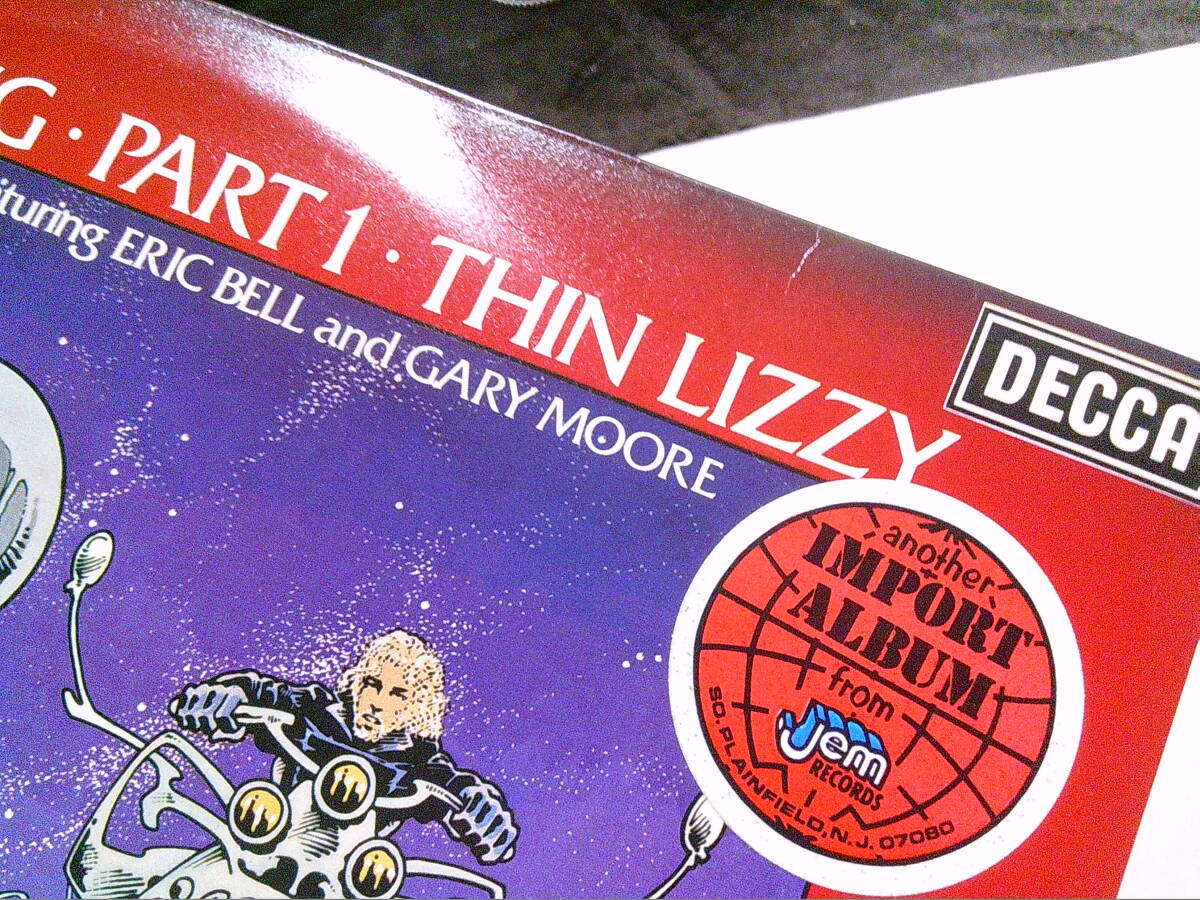 G · PART 1 · THIN LIZZY
turing ERIC BELL and GARY MOORE
DECCA
another
IMPORT
ALBUM
from
Jem
RECORDS
SO. PLAINFIELD, N.J. 07080